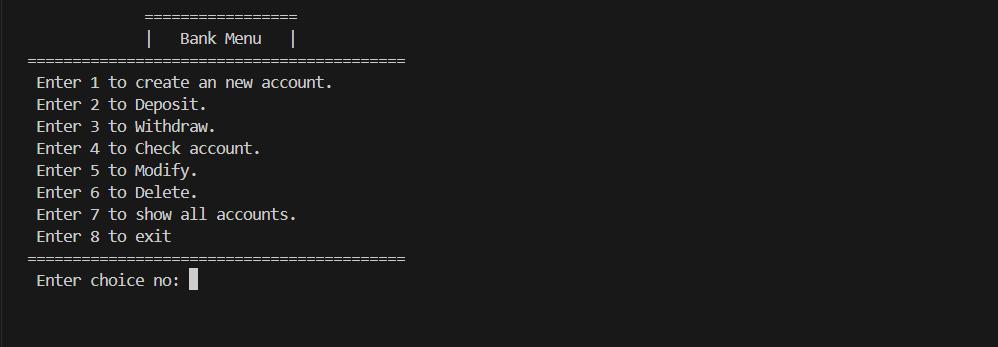 =================
|   Bank Menu   |
==========================================
Enter 1 to create an new account.
Enter 2 to Deposit.
Enter 3 to Withdraw.
Enter 4 to Check account.
Enter 5 to Modify.
Enter 6 to Delete.
Enter 7 to show all accounts.
Enter 8 to exit
==========================================
Enter choice no: